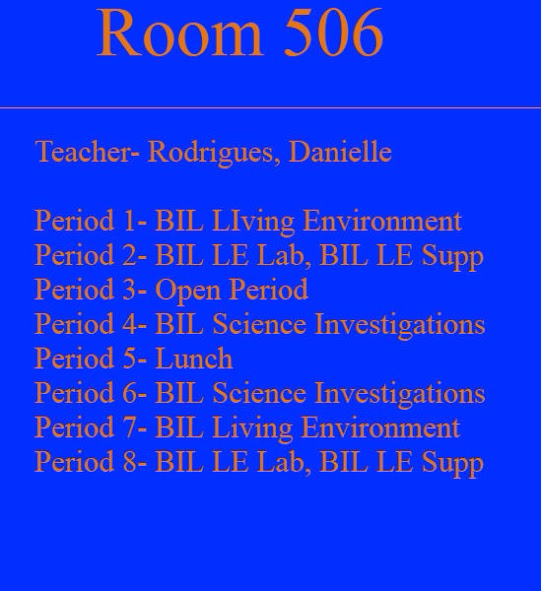 Room 506
Teacher- Rodrigues, Danielle
Period 1- BIL LIving Environment
Period 2- BIL LE Lab, BIL LE Supp
Period 3- Open Period
Period 4- BIL Science Investigations
Period 5- Lunch
Period 6- BIL Science Investigations
Period 7- BIL Living Environment
Period 8- BIL LE Lab, BIL LE Supp